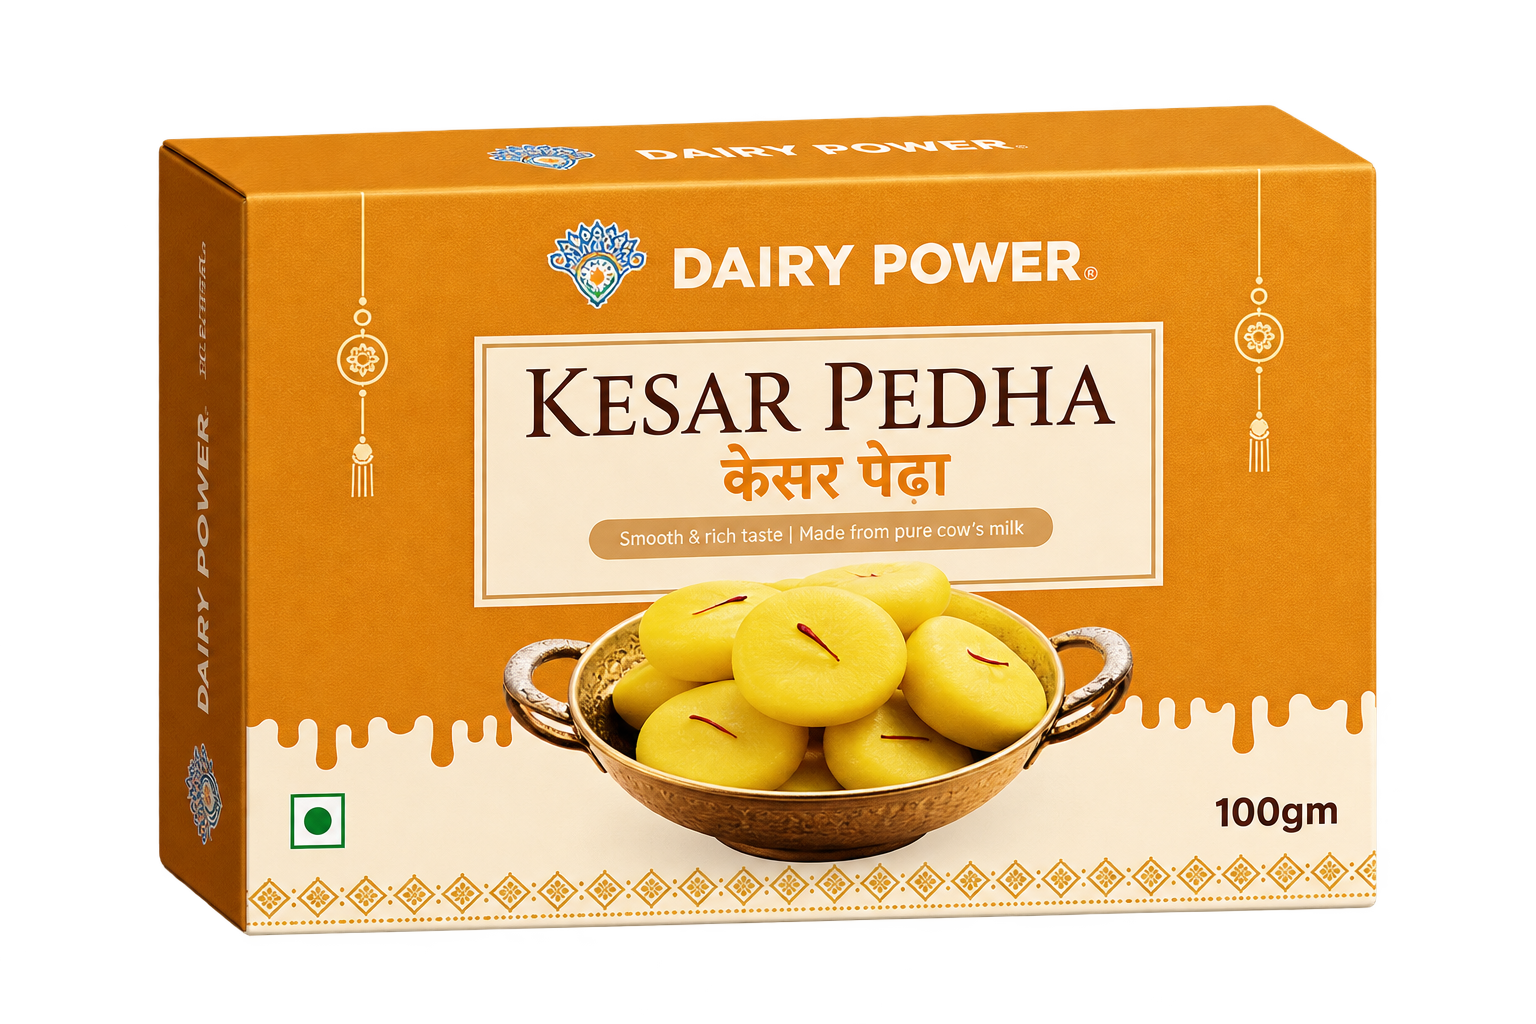 DAIRY POWER®
DAIRY POWER®
KESAR PEDHA
केसर पेढ़ा
Smooth & rich taste | Made from pure cow's milk
100gm
DAIRY POWER